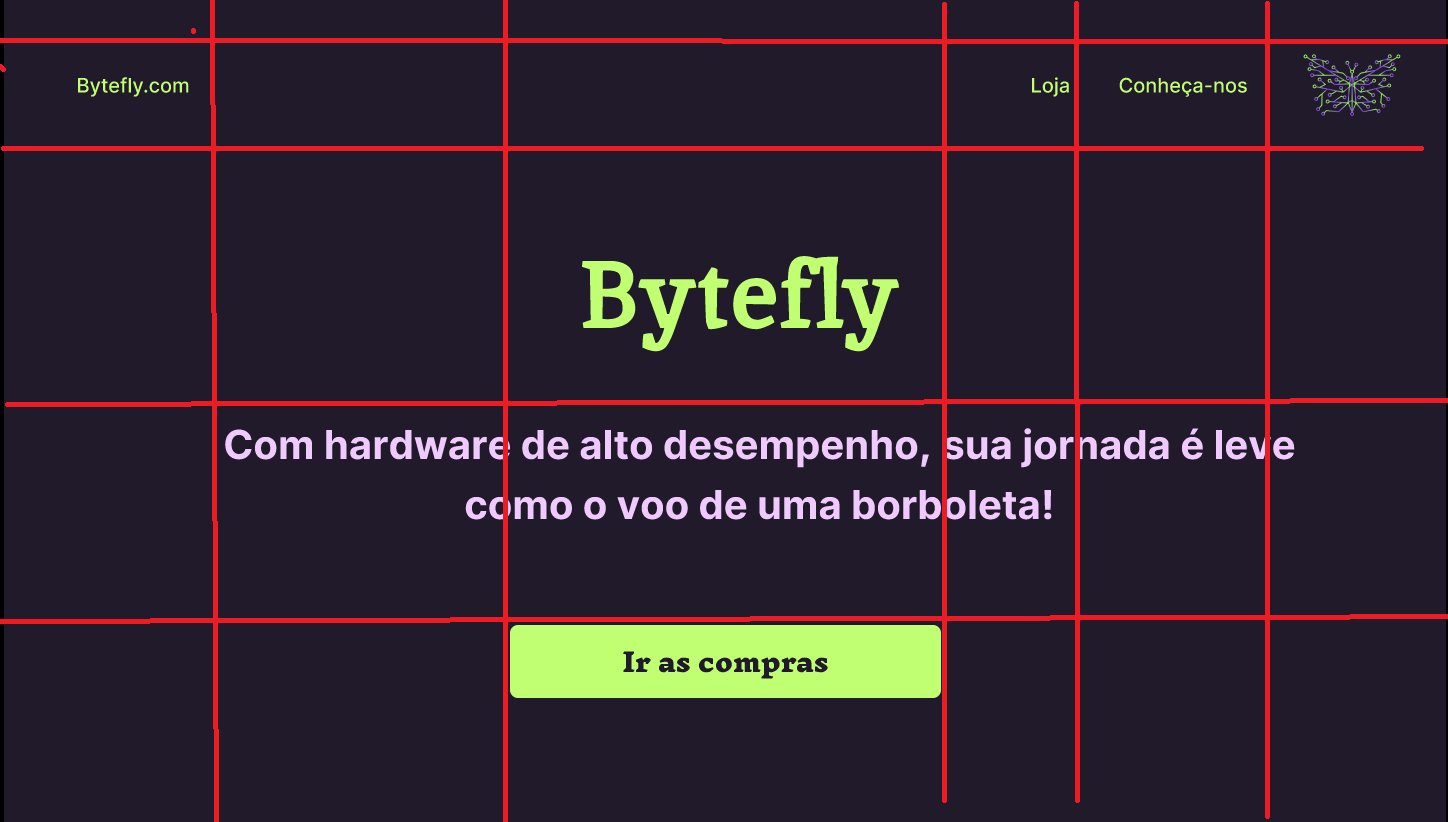 Bytefly.com
Loja
Conheça-nos
Bytefly
Com hardware de alto desempenho, sua jornada é leve
como o voo de uma borboleta!
Ir as compras